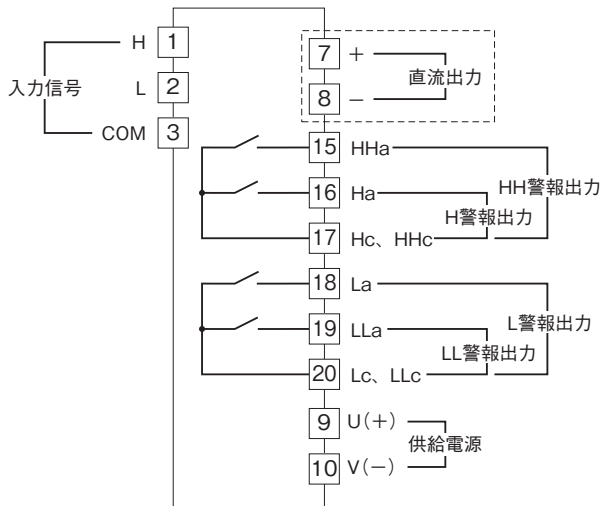 H 1
入力信号
L 2
COM 3
7 +
直流出力
8 −
15 HHa
HH警報出力
16 Ha
H警報出力
17 Hc、HHc
18 La
L警報出力
19 LLa
LL警報出力
20 Lc、LLc
9 U(+)
供給電源
10 V(−)